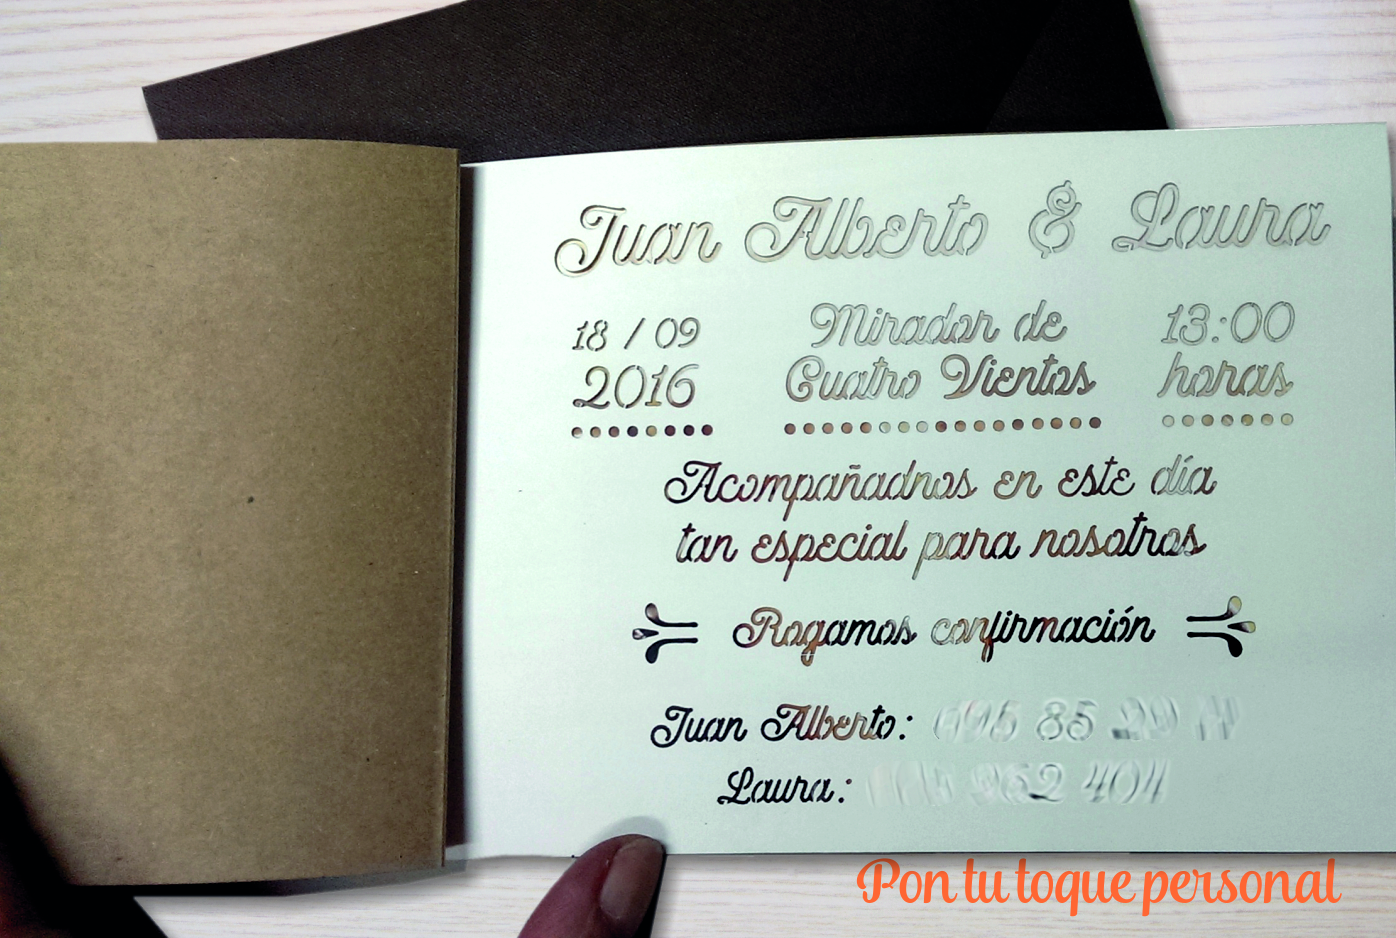 Juan Alberto & Laura
18 / 09
2016
Mirador de
Cuatro Vientos
13:00
horas
Acompañadnos en este día
tan especial para nosotros
Rogamos confirmación
Juan Alberto:
Laura:
Pon tu toque personal